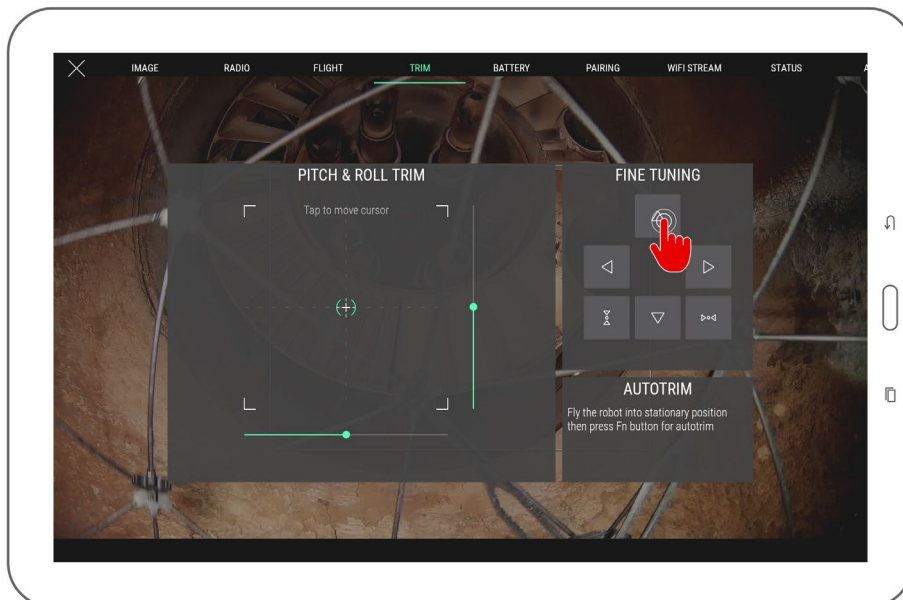 IMAGE RADIO FLIGHT TRIM BATTERY PAIRING WIFI STREAM STATUS
PITCH & ROLL TRIM
Tap to move cursor
FINE TUNING
AUTOTRIM
Fly the robot into stationary position
then press Fn button for autotrim